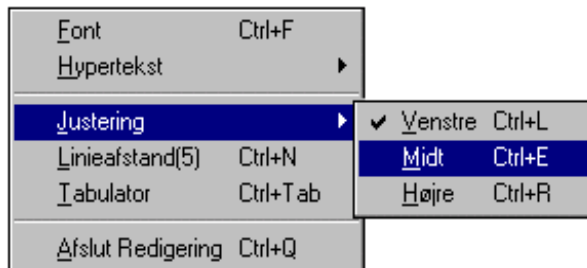 Font Ctrl+F
Hypertekst
Justering
Linieafstand(5) Ctrl+N
Tabulator Ctrl+Tab
Afslut Redigering Ctrl+Q
Venstre Ctrl+L
Midt Ctrl+E
Højre Ctrl+R